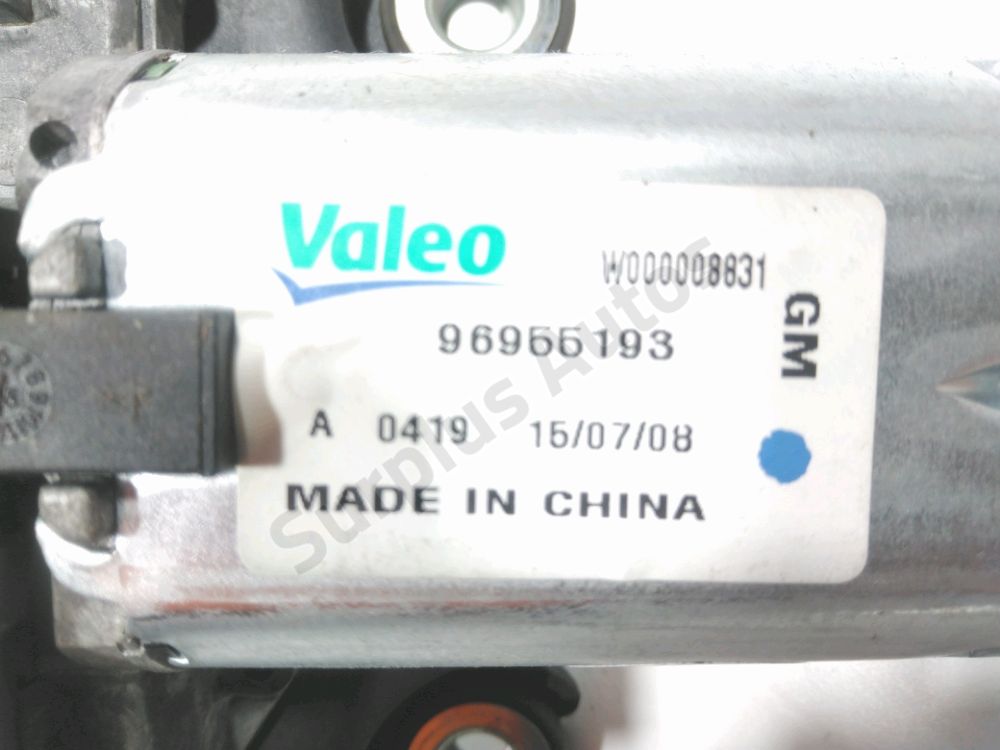 Valeo
W000008831
96955193
GM
A 0419 15/07/08
MADE IN CHINA
Surplus Autos